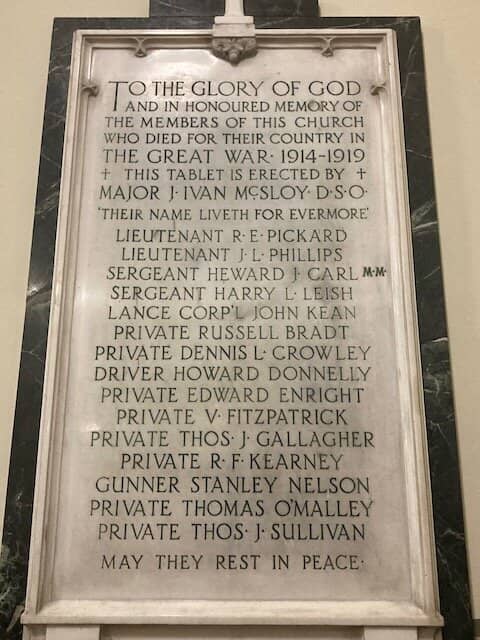 TO THE GLORY OF GOD
AND IN HONOURED MEMORY OF
THE MEMBERS OF THIS CHURCH
WHO DIED FOR THEIR COUNTRY IN
THE GREAT WAR · 1914-1919
† THIS TABLET IS ERECTED BY †
MAJOR J· IVAN McSLOY· D·S·O·
'THEIR NAME LIVETH FOR EVERMORE'
LIEUTENANT R·E·PICKARD
LIEUTENANT J·L·PHILLIPS
SERGEANT HEWARD J· CARL M·M·
SERGEANT HARRY L· LEISH
LANCE CORP'L JOHN KEAN
PRIVATE RUSSELL BRADT
PRIVATE DENNIS L· CROWLEY
DRIVER HOWARD DONNELLY
PRIVATE EDWARD ENRIGHT
PRIVATE V· FITZPATRICK
PRIVATE THOS· J· GALLAGHER
PRIVATE R·F·KEARNEY
GUNNER STANLEY NELSON
PRIVATE THOMAS O'MALLEY
PRIVATE THOS· J· SULLIVAN
MAY THEY REST IN PEACE·